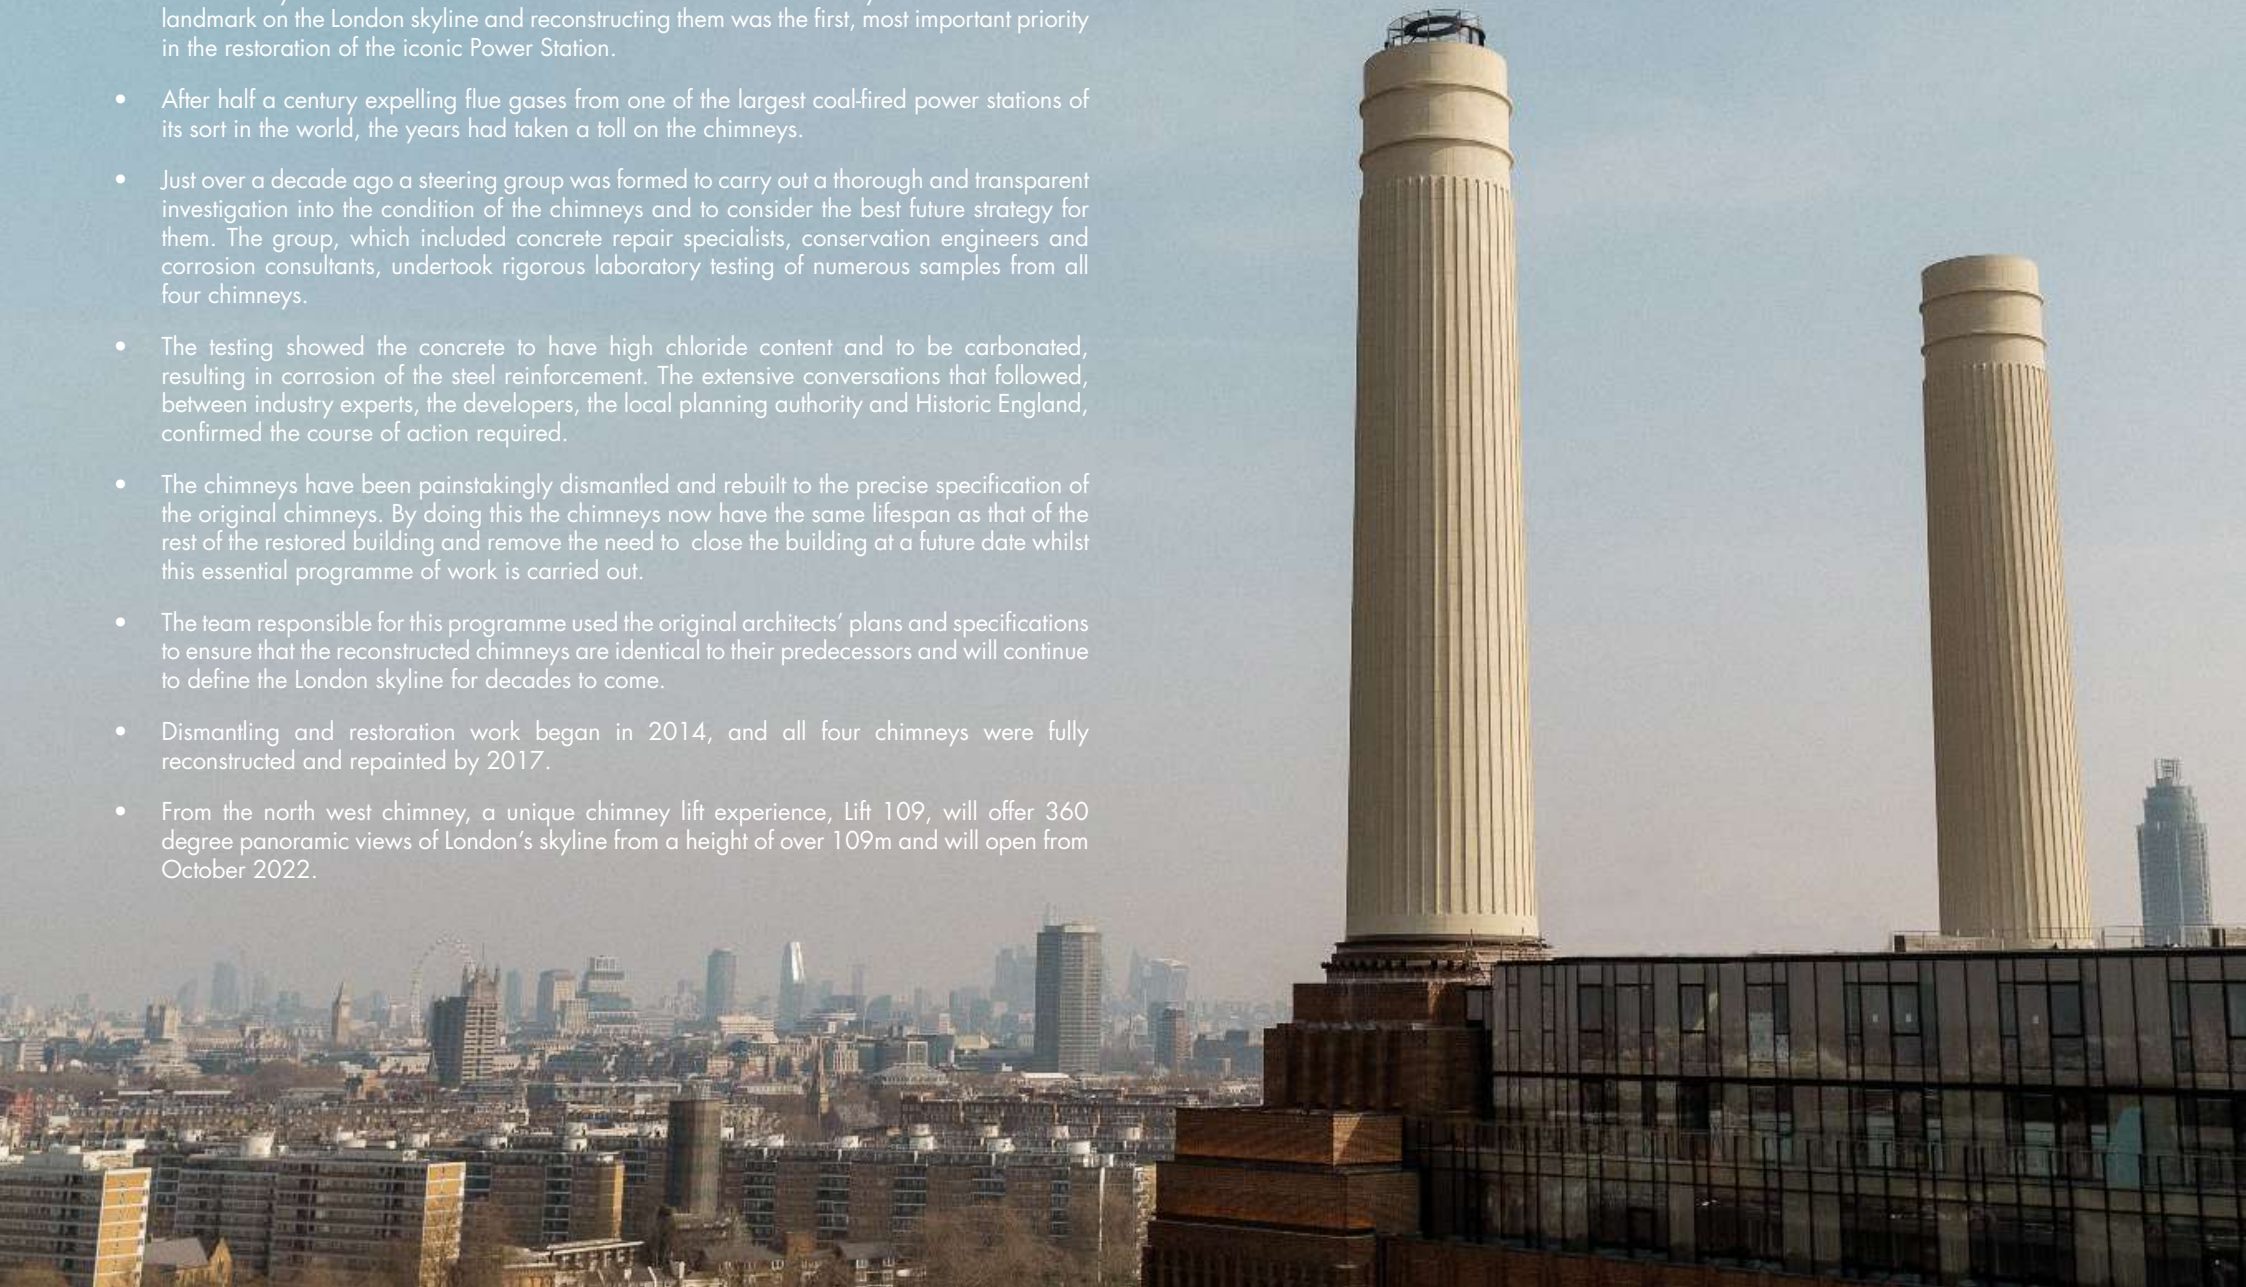 landmark on the London skyline and reconstructing them was the first, most important priority
in the restoration of the iconic Power Station.
• After half a century expelling flue gases from one of the largest coal-fired power stations of
its sort in the world, the years had taken a toll on the chimneys.
• Just over a decade ago a steering group was formed to carry out a thorough and transparent
investigation into the condition of the chimneys and to consider the best future strategy for
them. The group, which included concrete repair specialists, conservation engineers and
corrosion consultants, undertook rigorous laboratory testing of numerous samples from all
four chimneys.
• The testing showed the concrete to have high chloride content and to be carbonated,
resulting in corrosion of the steel reinforcement. The extensive conversations that followed,
between industry experts, the developers, the local planning authority and Historic England,
confirmed the course of action required.
• The chimneys have been painstakingly dismantled and rebuilt to the precise specification of
the original chimneys. By doing this the chimneys now have the same lifespan as that of the
rest of the restored building and remove the need to close the building at a future date whilst
this essential programme of work is carried out.
• The team responsible for this programme used the original architects’ plans and specifications
to ensure that the reconstructed chimneys are identical to their predecessors and will continue
to define the London skyline for decades to come.
• Dismantling and restoration work began in 2014, and all four chimneys were fully
reconstructed and repainted by 2017.
• From the north west chimney, a unique chimney lift experience, Lift 109, will offer 360
degree panoramic views of London’s skyline from a height of over 109m and will open from
October 2022.